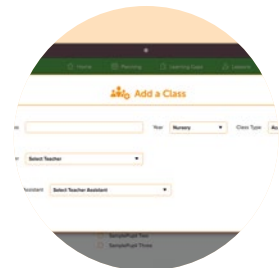 Home Planning Learning Goals Lessons
Add a Class
Year Nursery Class Type
Select Teacher
Assistant Select Teacher Assistant
SamplePupil Two
SamplePupil Three